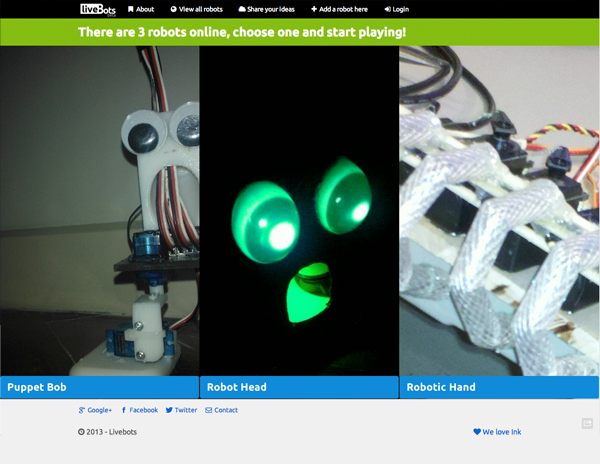 liveBots
About
View all robots
Share your ideas
Add a robot here
Login
There are 3 robots online, choose one and start playing!
Puppet Bob
Robot Head
Robotic Hand
Google+
Facebook
Twitter
Contact
2013 - Livebots
We love Ink